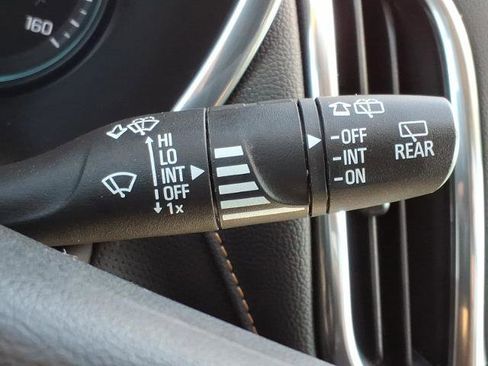 160
HI
LO
INT
OFF
1x
-OFF
-INT
-ON
REAR